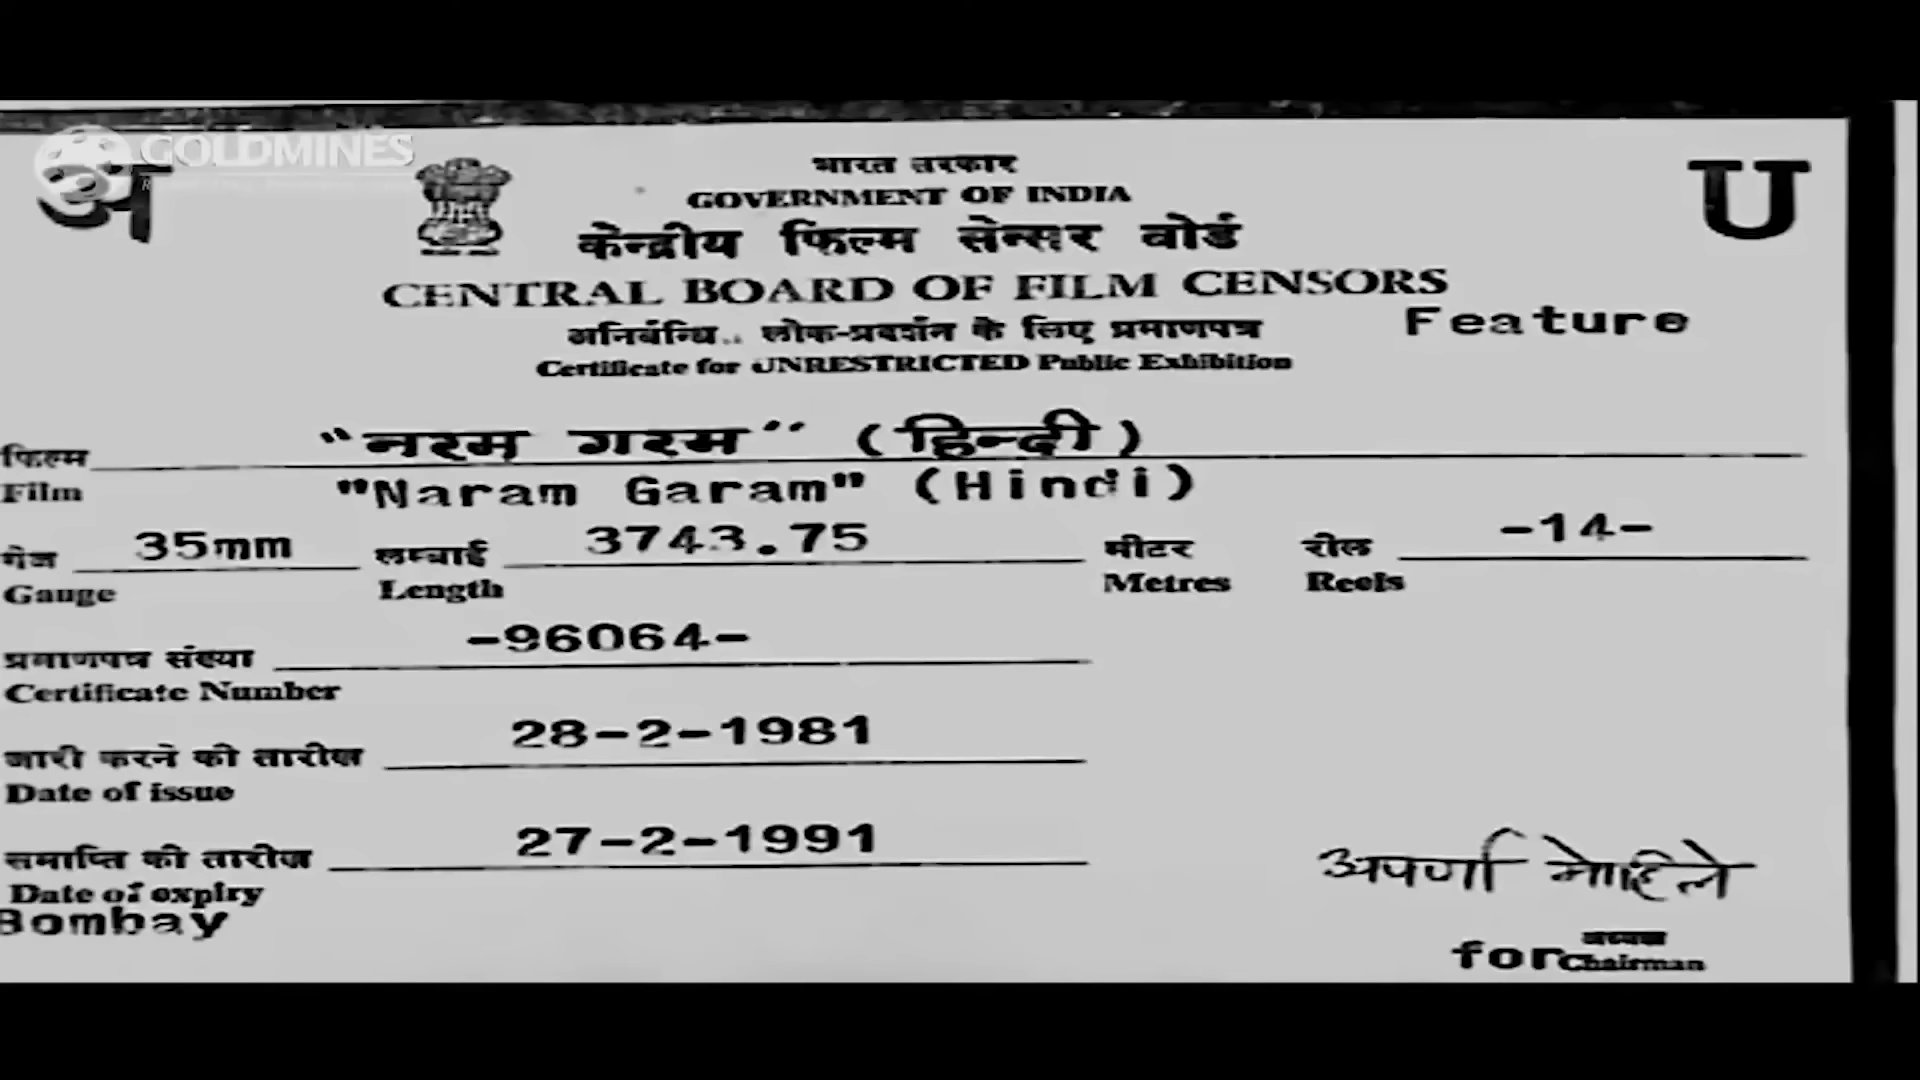 GOLDMINES
अ
U
भारत सरकार
GOVERNMENT OF INDIA
केन्द्रीय फिल्म सेन्सर बोर्ड
CENTRAL BOARD OF FILM CENSORS
लोक-प्रदर्शन के लिए प्रमाणपत्र
Feature
Certificate for UNRESTRICTED Public Exhibition
फिल्म "नरम गरम" (हिन्दी)
Film "Naram Garam" (Hindi)
गेज 35mm लम्बाई 3743.75 मीटर रील -14-
Gauge Length Metres Reels
प्रमाणपत्र संख्या -96064-
Certificate Number
जारी करने की तारीख 28-2-1981
Date of issue
समाप्ति की तारीख 27-2-1991
Date of expiry
Bombay
अपर्णा मोहिले
अध्यक्ष
for Chairman